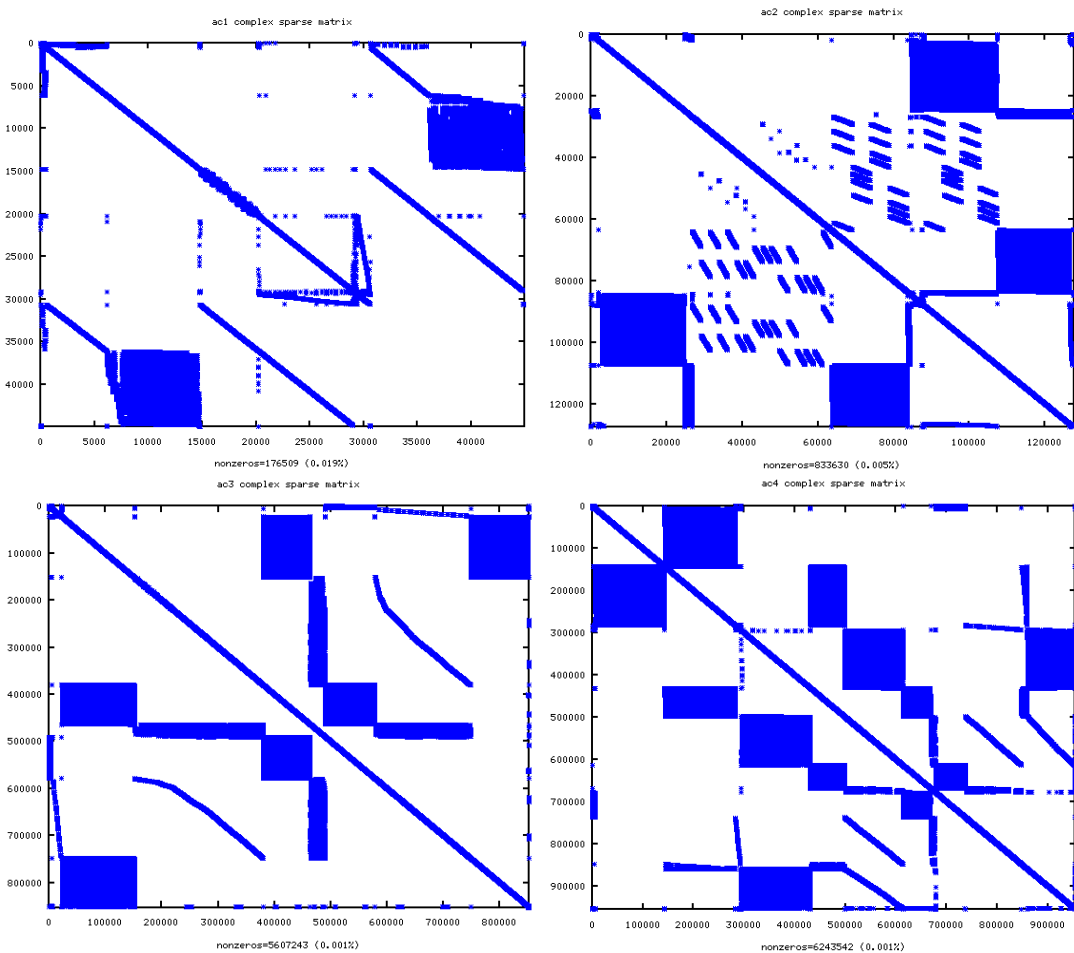 ac1 complex sparse matrix
0
5000
10000
15000
20000
25000
30000
35000
40000
0 5000 10000 15000 20000 25000 30000 35000 40000
nonzeros=176509 (0.019%)
ac2 complex sparse matrix
0
20000
40000
60000
80000
100000
120000
0 20000 40000 60000 80000 100000 120000
nonzeros=833630 (0.005%)
ac3 complex sparse matrix
0
100000
200000
300000
400000
500000
600000
700000
800000
0 100000 200000 300000 400000 500000 600000 700000 800000
nonzeros=5607243 (0.001%)
ac4 complex sparse matrix
0
100000
200000
300000
400000
500000
600000
700000
800000
900000
0 100000 200000 300000 400000 500000 600000 700000 800000 900000
nonzeros=6243542 (0.001%)